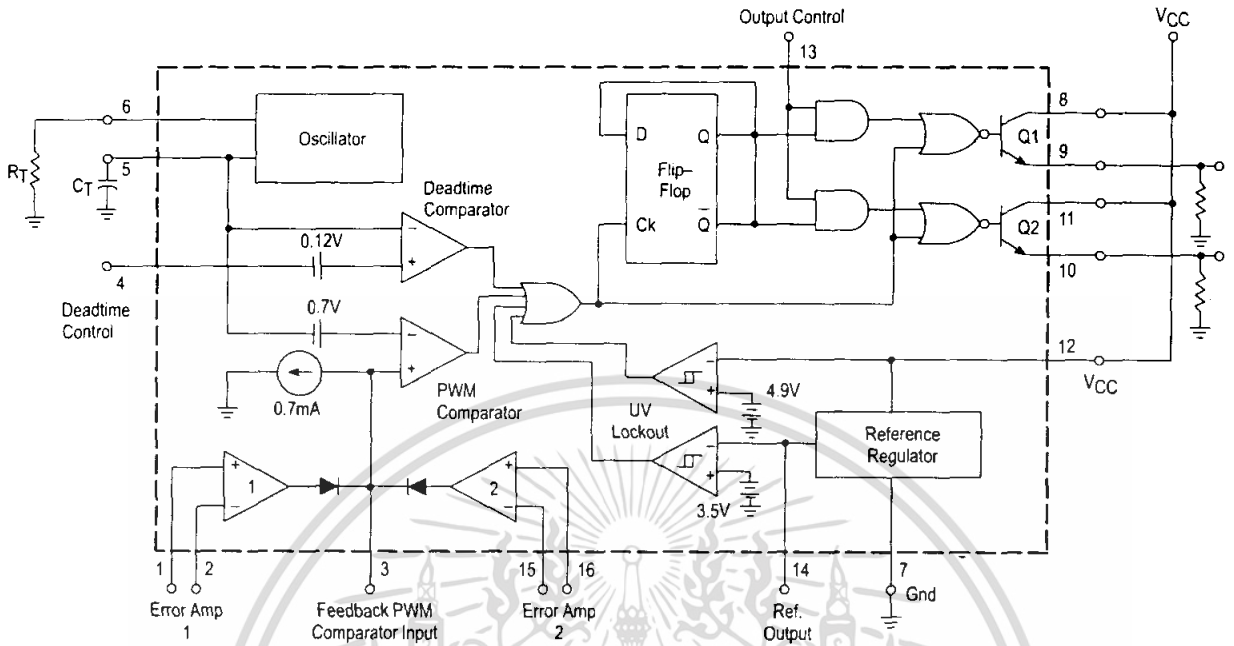 Output Control
13
VCC
6
RT
5
CT
Oscillator
Deadtime
Comparator
0.12V
4
Deadtime
Control
0.7V
0.7mA
PWM
Comparator
D
Q
Flip-
Flop
Ck
Q
8
Q1
9
11
Q2
10
12
VCC
UV
Lockout
4.9V
3.5V
Reference
Regulator
+
1
-
+
2
-
1
2
3
15
16
14
7
Gnd
Error Amp
1
Feedback PWM
Comparator Input
Error Amp
2
Ref.
Output